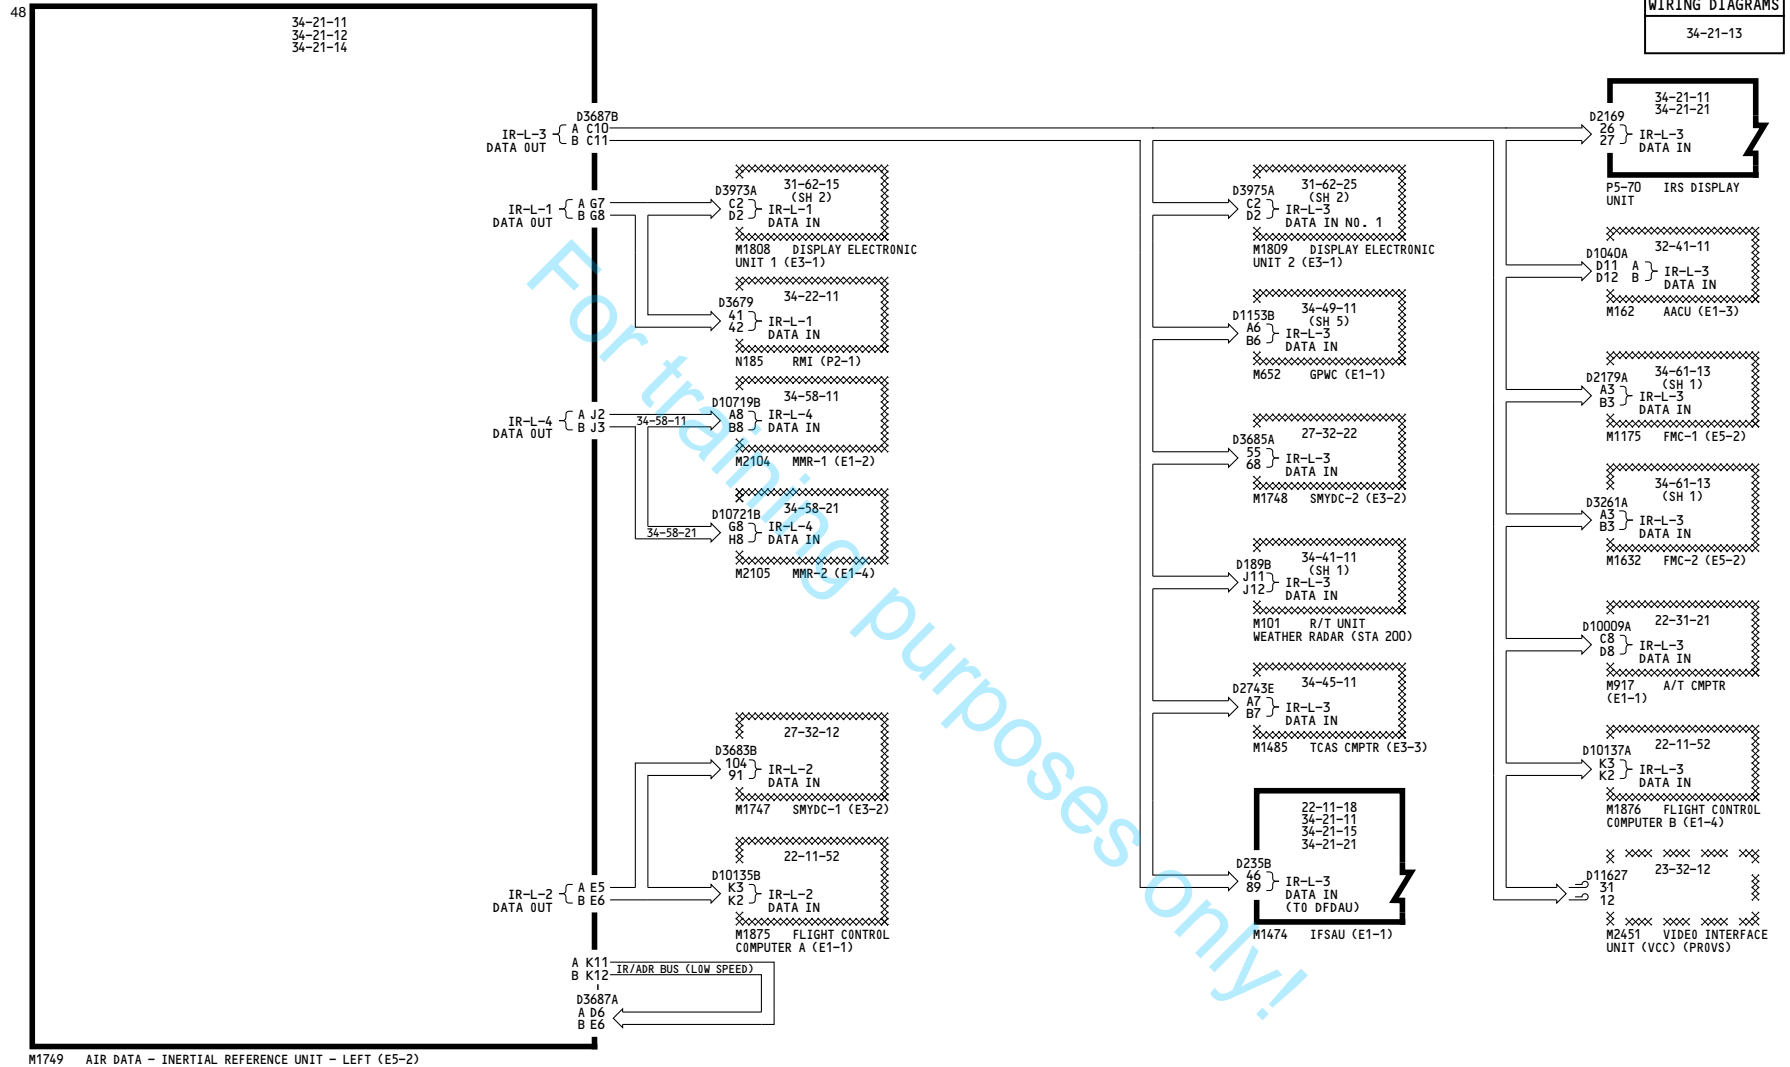 48
34-21-11
34-21-12
34-21-14
WIRING DIAGRAMS
34-21-13
D3687B
IR-L-3 { A C10
DATA OUT B C11
IR-L-1 { A G7
DATA OUT B G8
IR-L-4 { A J2
DATA OUT B J3
IR-L-2 { A E5
DATA OUT B E6
A K11
B K12
IR/ADR BUS (LOW SPEED)
D3687A
A D6
B E6
M1749 AIR DATA - INERTIAL REFERENCE UNIT - LEFT (E5-2)
31-62-15
(SH 2)
D3973A
C2
D2
IR-L-1
DATA IN
M1808 DISPLAY ELECTRONIC
UNIT 1 (E3-1)
34-22-11
D3679
41
42
IR-L-1
DATA IN
N185 RMI (P2-1)
34-58-11
34-58-11
D10719B
A8
B8
IR-L-4
DATA IN
M2104 MMR-1 (E1-2)
34-58-21
34-58-21
D10721B
G8
H8
IR-L-4
DATA IN
M2105 MMR-2 (E1-4)
27-32-12
D3683B
104
91
IR-L-2
DATA IN
M1747 SMYDC-1 (E3-2)
22-11-52
D10135B
K3
K2
IR-L-2
DATA IN
M1875 FLIGHT CONTROL
COMPUTER A (E1-1)
31-62-25
(SH 2)
D3975A
C2
D2
IR-L-3
DATA IN NO. 1
M1809 DISPLAY ELECTRONIC
UNIT 2 (E3-1)
34-49-11
(SH 5)
D1153B
A6
B6
IR-L-3
DATA IN
M652 GPWC (E1-1)
27-32-22
D3685A
55
68
IR-L-3
DATA IN
M1748 SMYDC-2 (E3-2)
34-41-11
(SH 1)
D189B
J11
J12
IR-L-3
DATA IN
M101 R/T UNIT
WEATHER RADAR (STA 200)
34-45-11
D2743E
A7
B7
IR-L-3
DATA IN
M1485 TCAS CMPTR (E3-3)
22-11-18
34-21-11
34-21-15
34-21-21
D235B
46
89
IR-L-3
DATA IN
(TO DFDAU)
M1474 IFSAU (E1-1)
34-21-11
34-21-21
D2169
26
27
IR-L-3
DATA IN
P5-70 IRS DISPLAY
UNIT
32-41-11
D1040A
D11 A
D12 B
IR-L-3
DATA IN
M162 AACU (E1-3)
34-61-13
(SH 1)
D2179A
A3
B3
IR-L-3
DATA IN
M1175 FMC-1 (E5-2)
34-61-13
(SH 1)
D3261A
A3
B3
IR-L-3
DATA IN
M1632 FMC-2 (E5-2)
22-31-21
D10009A
C8
D8
IR-L-3
DATA IN
M917 A/T CMPTR
(E1-1)
22-11-52
D10137A
K3
K2
IR-L-3
DATA IN
M1876 FLIGHT CONTROL
COMPUTER B (E1-4)
23-32-12
D11627
31
12
M2451 VIDEO INTERFACE
UNIT (VCC) (PROVS)
For training purposes only!